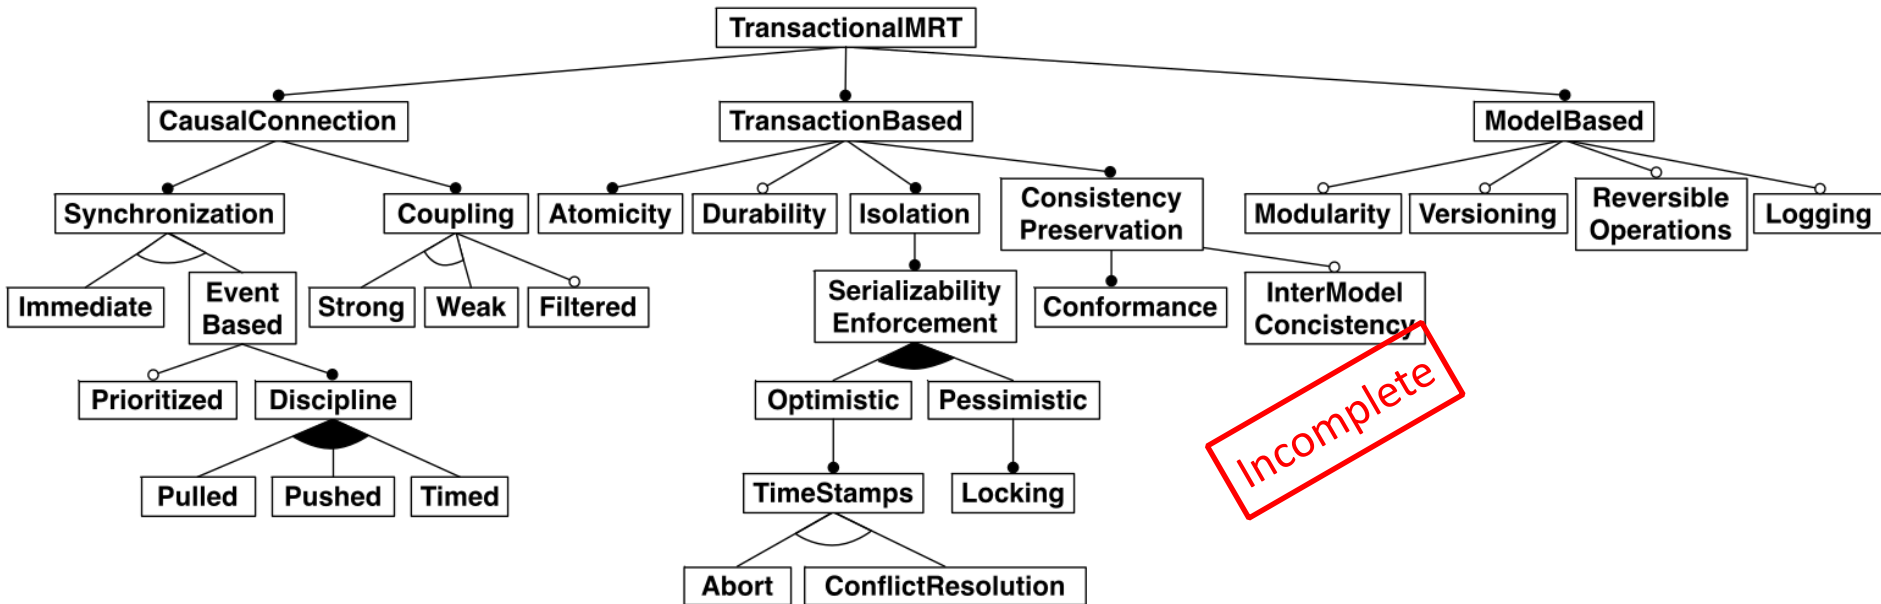 TransactionalMRT
CausalConnection
TransactionBased
ModelBased
Synchronization
Coupling
Atomicity
Durability
Isolation
Consistency
Preservation
Modularity
Versioning
Reversible
Operations
Logging
Immediate
Event
Based
Strong
Weak
Filtered
Serializability
Enforcement
Conformance
InterModel
Concistency
Prioritized
Discipline
Optimistic
Pessimistic
Incomplete
Pulled
Pushed
Timed
TimeStamps
Locking
Abort
ConflictResolution